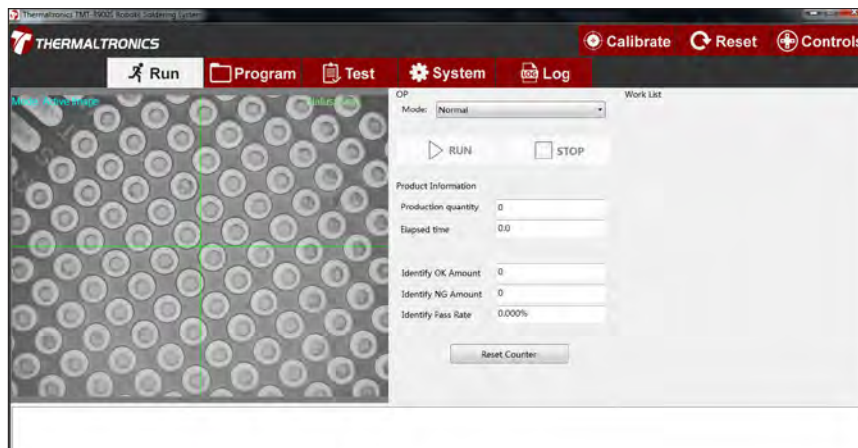 Thermaltronics TMT-R9000S Robotic Soldering System
THERMALTRONICS
Calibrate
Reset
Controls
Run
Program
Test
System
LOG Log
OP
Work List
Mode:
Normal
RUN
STOP
Product Information
Production quantity
0
Elapsed time
0.0
Identify OK Amount
0
Identify NG Amount
0
Identify Pass Rate
0.000%
Reset Counter